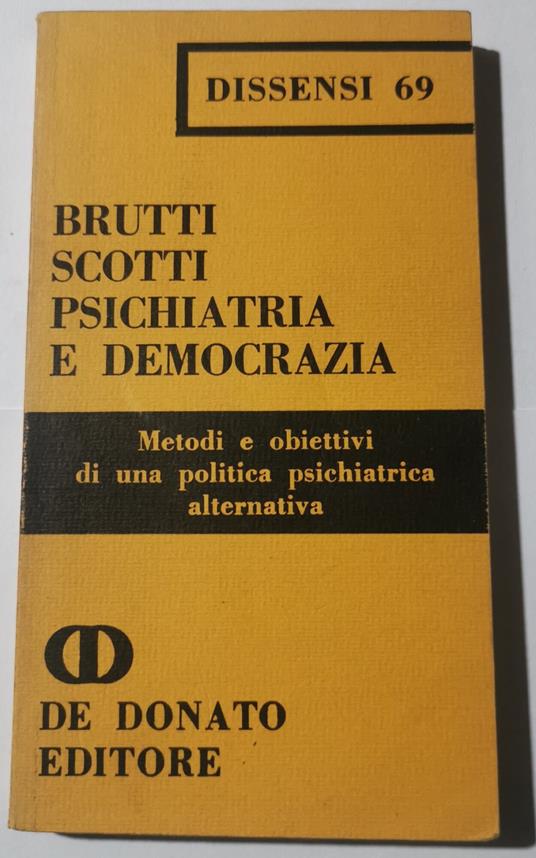 DISSENSI 69
BRUTTI
SCOTTI
PSICHIATRIA
E DEMOCRAZIA
Metodi e obiettivi
di una politica psichiatrica
alternativa
DE DONATO
EDITORE